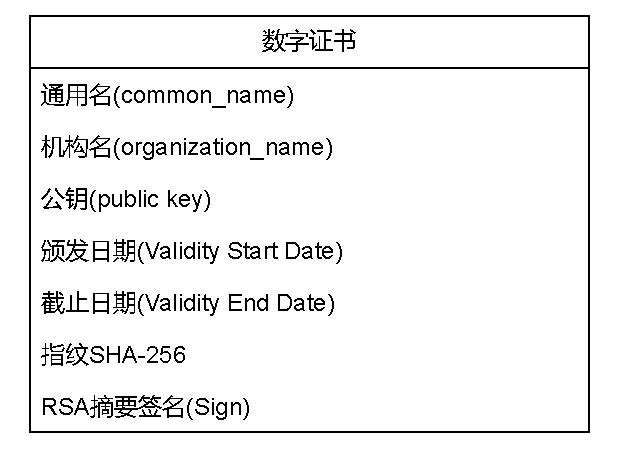 数字证书
通用名(common_name)
机构名(organization_name)
公钥(public key)
颁发日期(Validity Start Date)
截止日期(Validity End Date)
指纹SHA-256
RSA摘要签名(Sign)